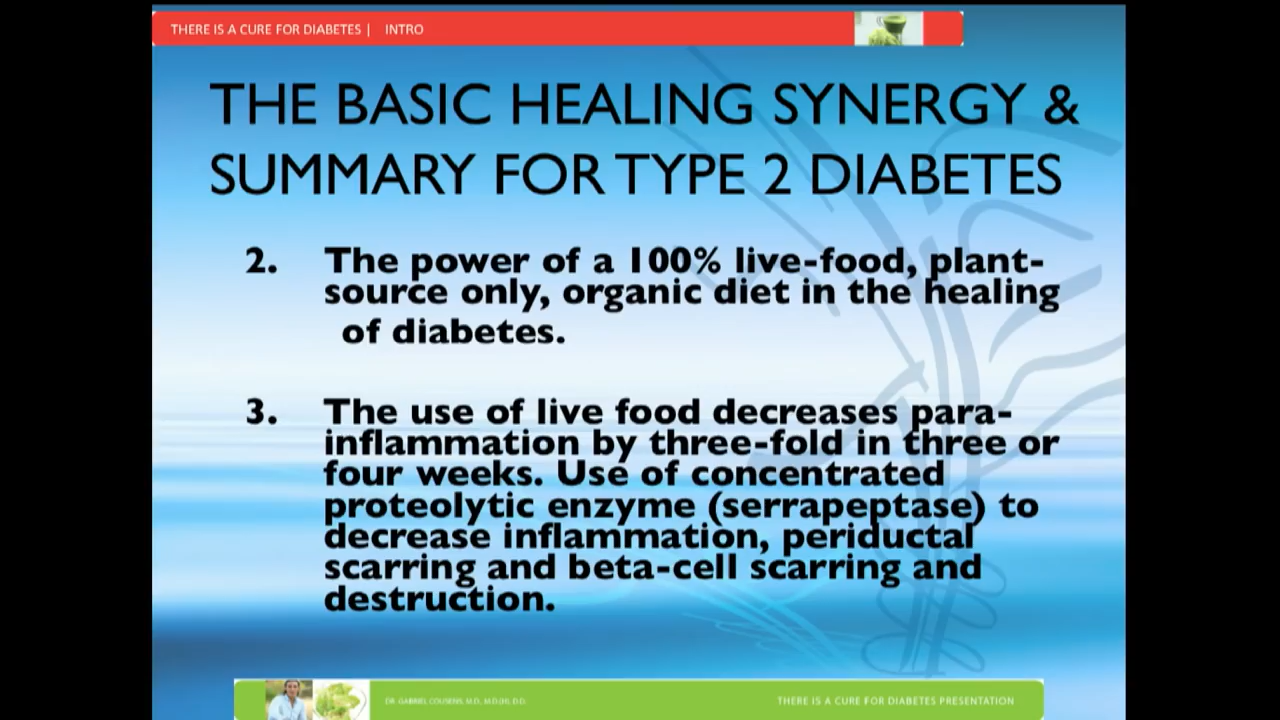 THERE IS A CURE FOR DIABETES | INTRO
THE BASIC HEALING SYNERGY &
SUMMARY FOR TYPE 2 DIABETES
2. The power of a 100% live-food, plant-
source only, organic diet in the healing
of diabetes.
3. The use of live food decreases para-
inflammation by three-fold in three or
four weeks. Use of concentrated
proteolytic enzyme (serrapeptase) to
decrease inflammation, periductal
scarring and beta-cell scarring and
destruction.
DR. GABRIEL COUSENS, M.D., M.D.(H), D.D. THERE IS A CURE FOR DIABETES PRESENTATION